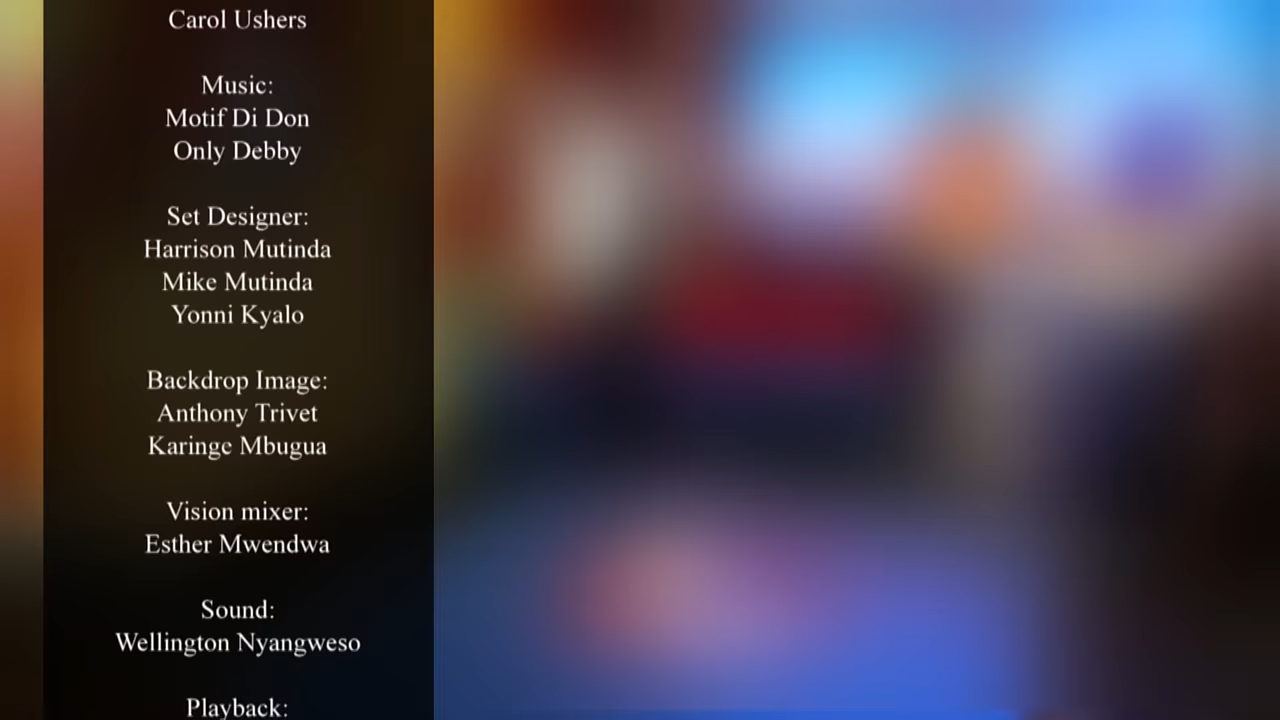 Carol Ushers
Music:
Motif Di Don
Only Debby
Set Designer:
Harrison Mutinda
Mike Mutinda
Yonni Kyalo
Backdrop Image:
Anthony Trivet
Karinge Mbugua
Vision mixer:
Esther Mwendwa
Sound:
Wellington Nyangweso
Playback: